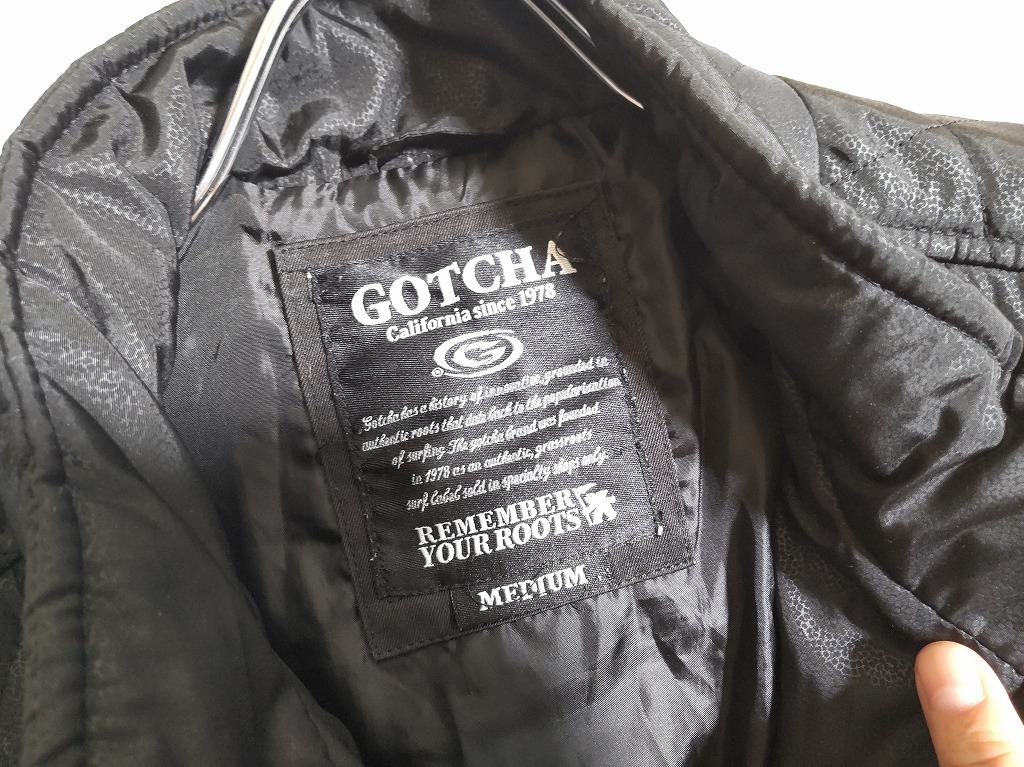 GOTCHA
California since 1978
G
®
Gotcha has a history of innovative, grounded in
authentic roots that date back to the popularization
of surfing. The gotcha brand was founded
in 1978 as an authentic, grassroots
surf label sold in specialty shops only.
REMEMBER
YOUR ROOTS
MEDIUM